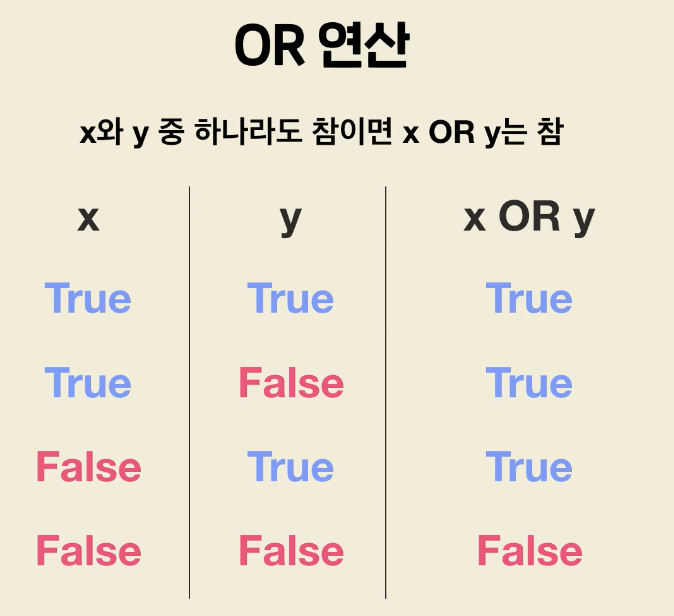 OR 연산
x와 y 중 하나라도 참이면 x OR y는 참
x y x OR y
True True True
True False True
False True True
False False False